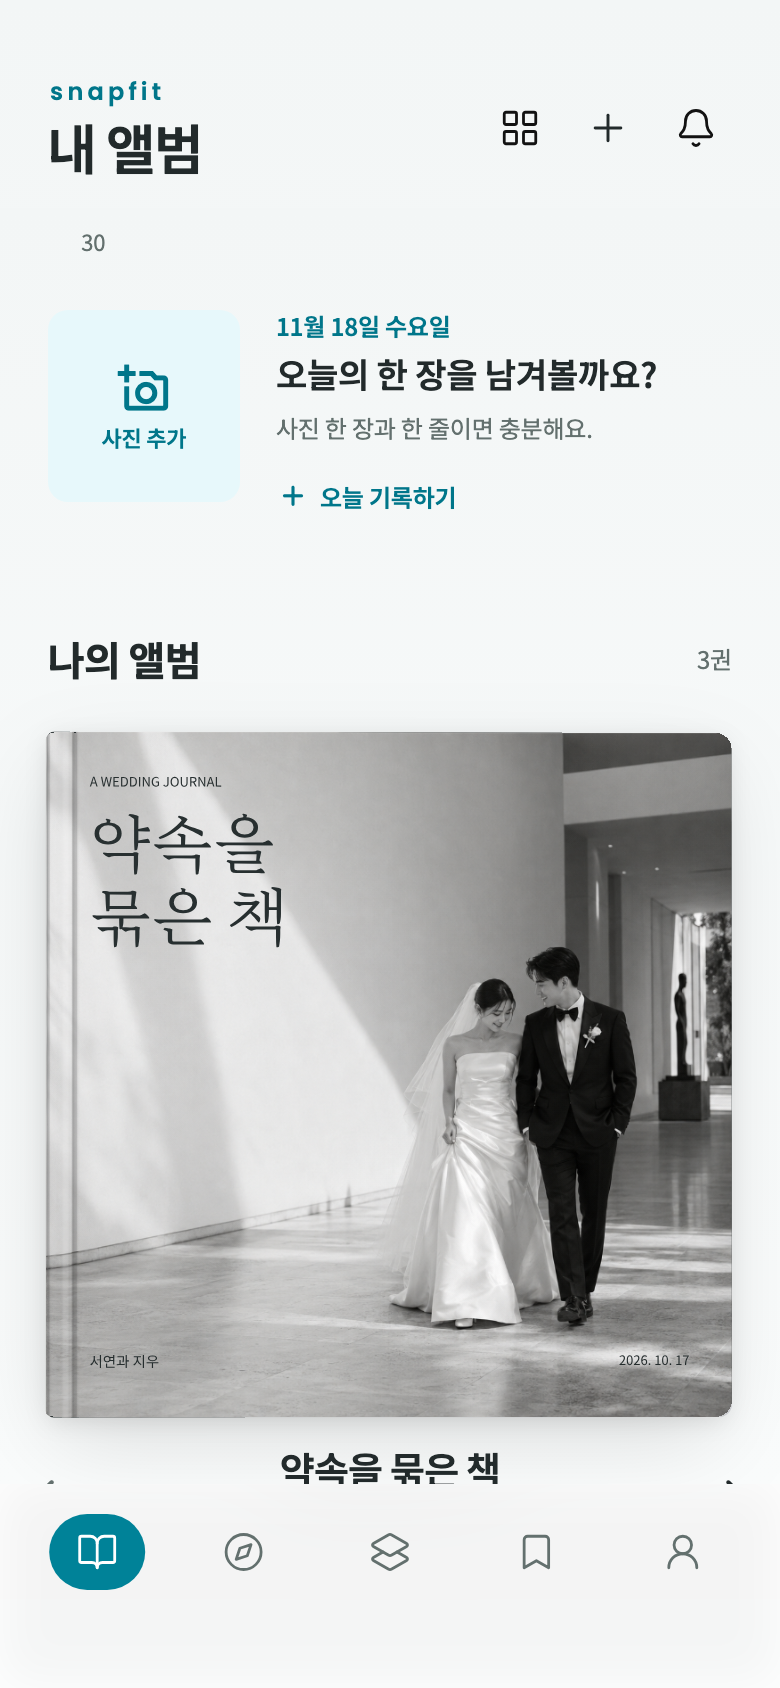 snapfit
내 앨범
30
11월 18일 수요일
오늘의 한 장을 남겨볼까요?
사진 한 장과 한 줄이면 충분해요.
사진 추가
오늘 기록하기
나의 앨범
3권
A WEDDING JOURNAL
약속을
묶은 책
서연과 지우
2026. 10. 17
약속을 묶은 책